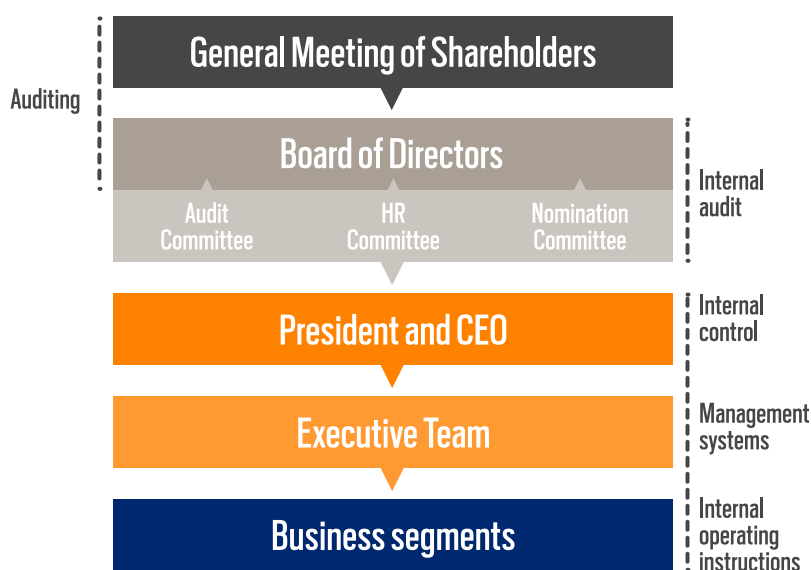 General Meeting of Shareholders
Auditing
Board of Directors
Internal
audit
Audit
Committee
HR
Committee
Nomination
Committee
President and CEO
Internal
control
Executive Team
Management
systems
Business segments
Internal
operating
instructions